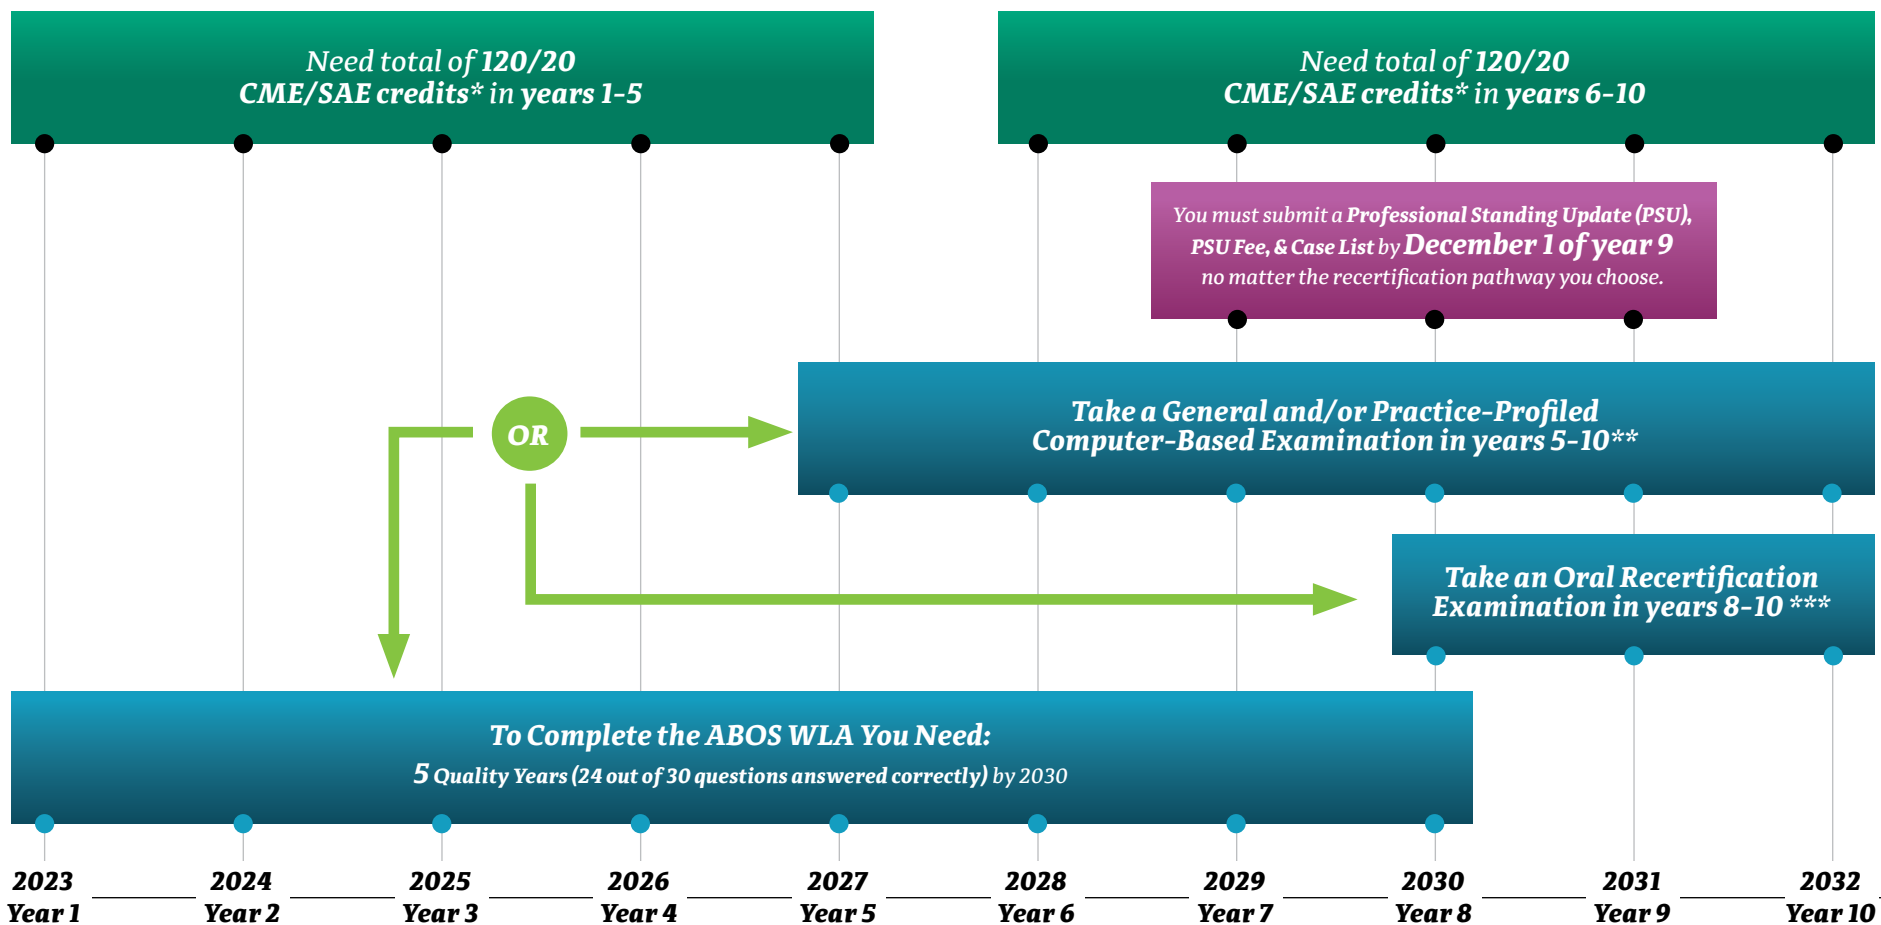 Need total of 120/20
CME/SAE credits* in years 1-5
Need total of 120/20
CME/SAE credits* in years 6-10
You must submit a Professional Standing Update (PSU),
PSU Fee, & Case List by December 1 of year 9
no matter the recertification pathway you choose.
Take a General and/or Practice-Profiled
Computer-Based Examination in years 5-10**
OR
Take an Oral Recertification
Examination in years 8-10 ***
To Complete the ABOS WLA You Need:
5 Quality Years (24 out of 30 questions answered correctly) by 2030
2023 2024 2025 2026 2027 2028 2029 2030 2031 2032
Year 1 Year 2 Year 3 Year 4 Year 5 Year 6 Year 7 Year 8 Year 9 Year 10